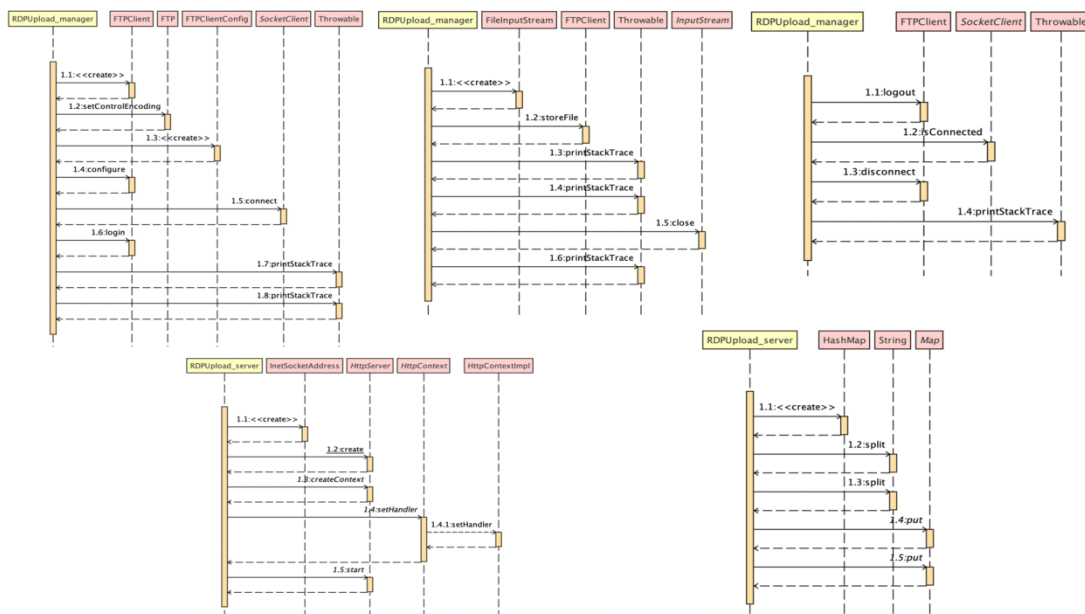 RDPUpload_manager FTPClient FTP FTPClientConfig SocketClient Throwable
1.1:<<create>>
1.2:setControlEncoding
1.3:<<create>>
1.4:configure
1.5:connect
1.6:login
1.7:printStackTrace
1.8:printStackTrace
RDPUpload_manager FileInputStream FTPClient Throwable InputStream
1.1:<<create>>
1.2:storeFile
1.3:printStackTrace
1.4:printStackTrace
1.5:close
1.6:printStackTrace
RDPUpload_manager FTPClient SocketClient Throwable
1.1:logout
1.2:isConnected
1.3:disconnect
1.4:printStackTrace
RDPUpload_server InetSocketAddress HttpServer HttpContext HttpContextImpl
1.1:<<create>>
1.2:create
1.3:createContext
1.4:setHandler
1.4.1:setHandler
1.5:start
RDPUpload_server HashMap String Map
1.1:<<create>>
1.2:split
1.3:split
1.4:put
1.5:put